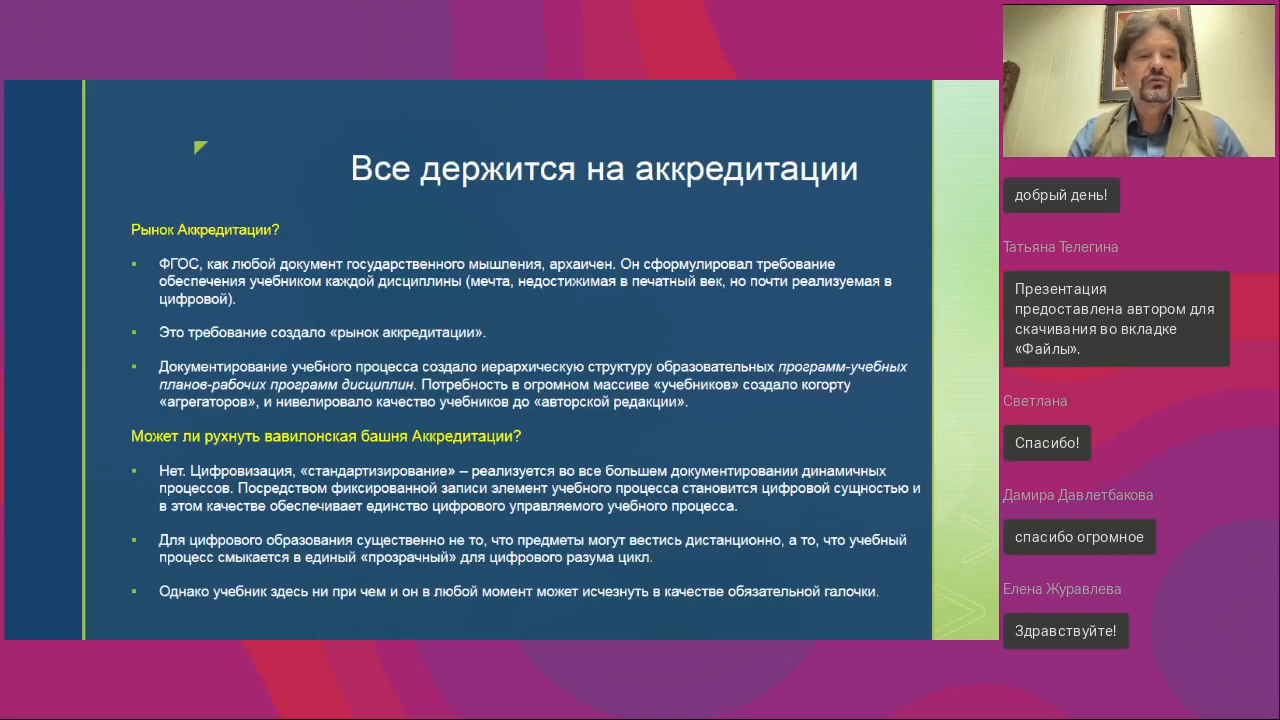 Все держится на аккредитации
Рынок Аккредитации?
ФГОС, как любой документ государственного мышления, архаичен. Он сформулировал требование
обеспечения учебником каждой дисциплины (мечта, недостижимая в печатный век, но почти реализуемая в
цифровой).
Это требование создало «рынок аккредитации».
Документирование учебного процесса создало иерархическую структуру образовательных программ-учебных
планов-рабочих программ дисциплин. Потребность в огромном массиве «учебников» создало когорту
«агрегаторов», и нивелировало качество учебников до «авторской редакции».
Может ли рухнуть вавилонская башня Аккредитации?
Нет. Цифровизация, «стандартизирование» – реализуется во все большем документировании динамичных
процессов. Посредством фиксированной записи элемент учебного процесса становится цифровой сущностью и
в этом качестве обеспечивает единство цифрового управляемого учебного процесса.
Для цифрового образования существенно не то, что предметы могут вестись дистанционно, а то, что учебный
процесс смыкается в единый «прозрачный» для цифрового разума цикл.
Однако учебник здесь ни при чем и он в любой момент может исчезнуть в качестве обязательной галочки.
добрый день!
Татьяна Телегина
Презентация
предоставлена автором для
скачивания во вкладке
«Файлы».
Светлана
Спасибо!
Дамира Давлетбакова
спасибо огромное
Елена Журавлева
Здравствуйте!